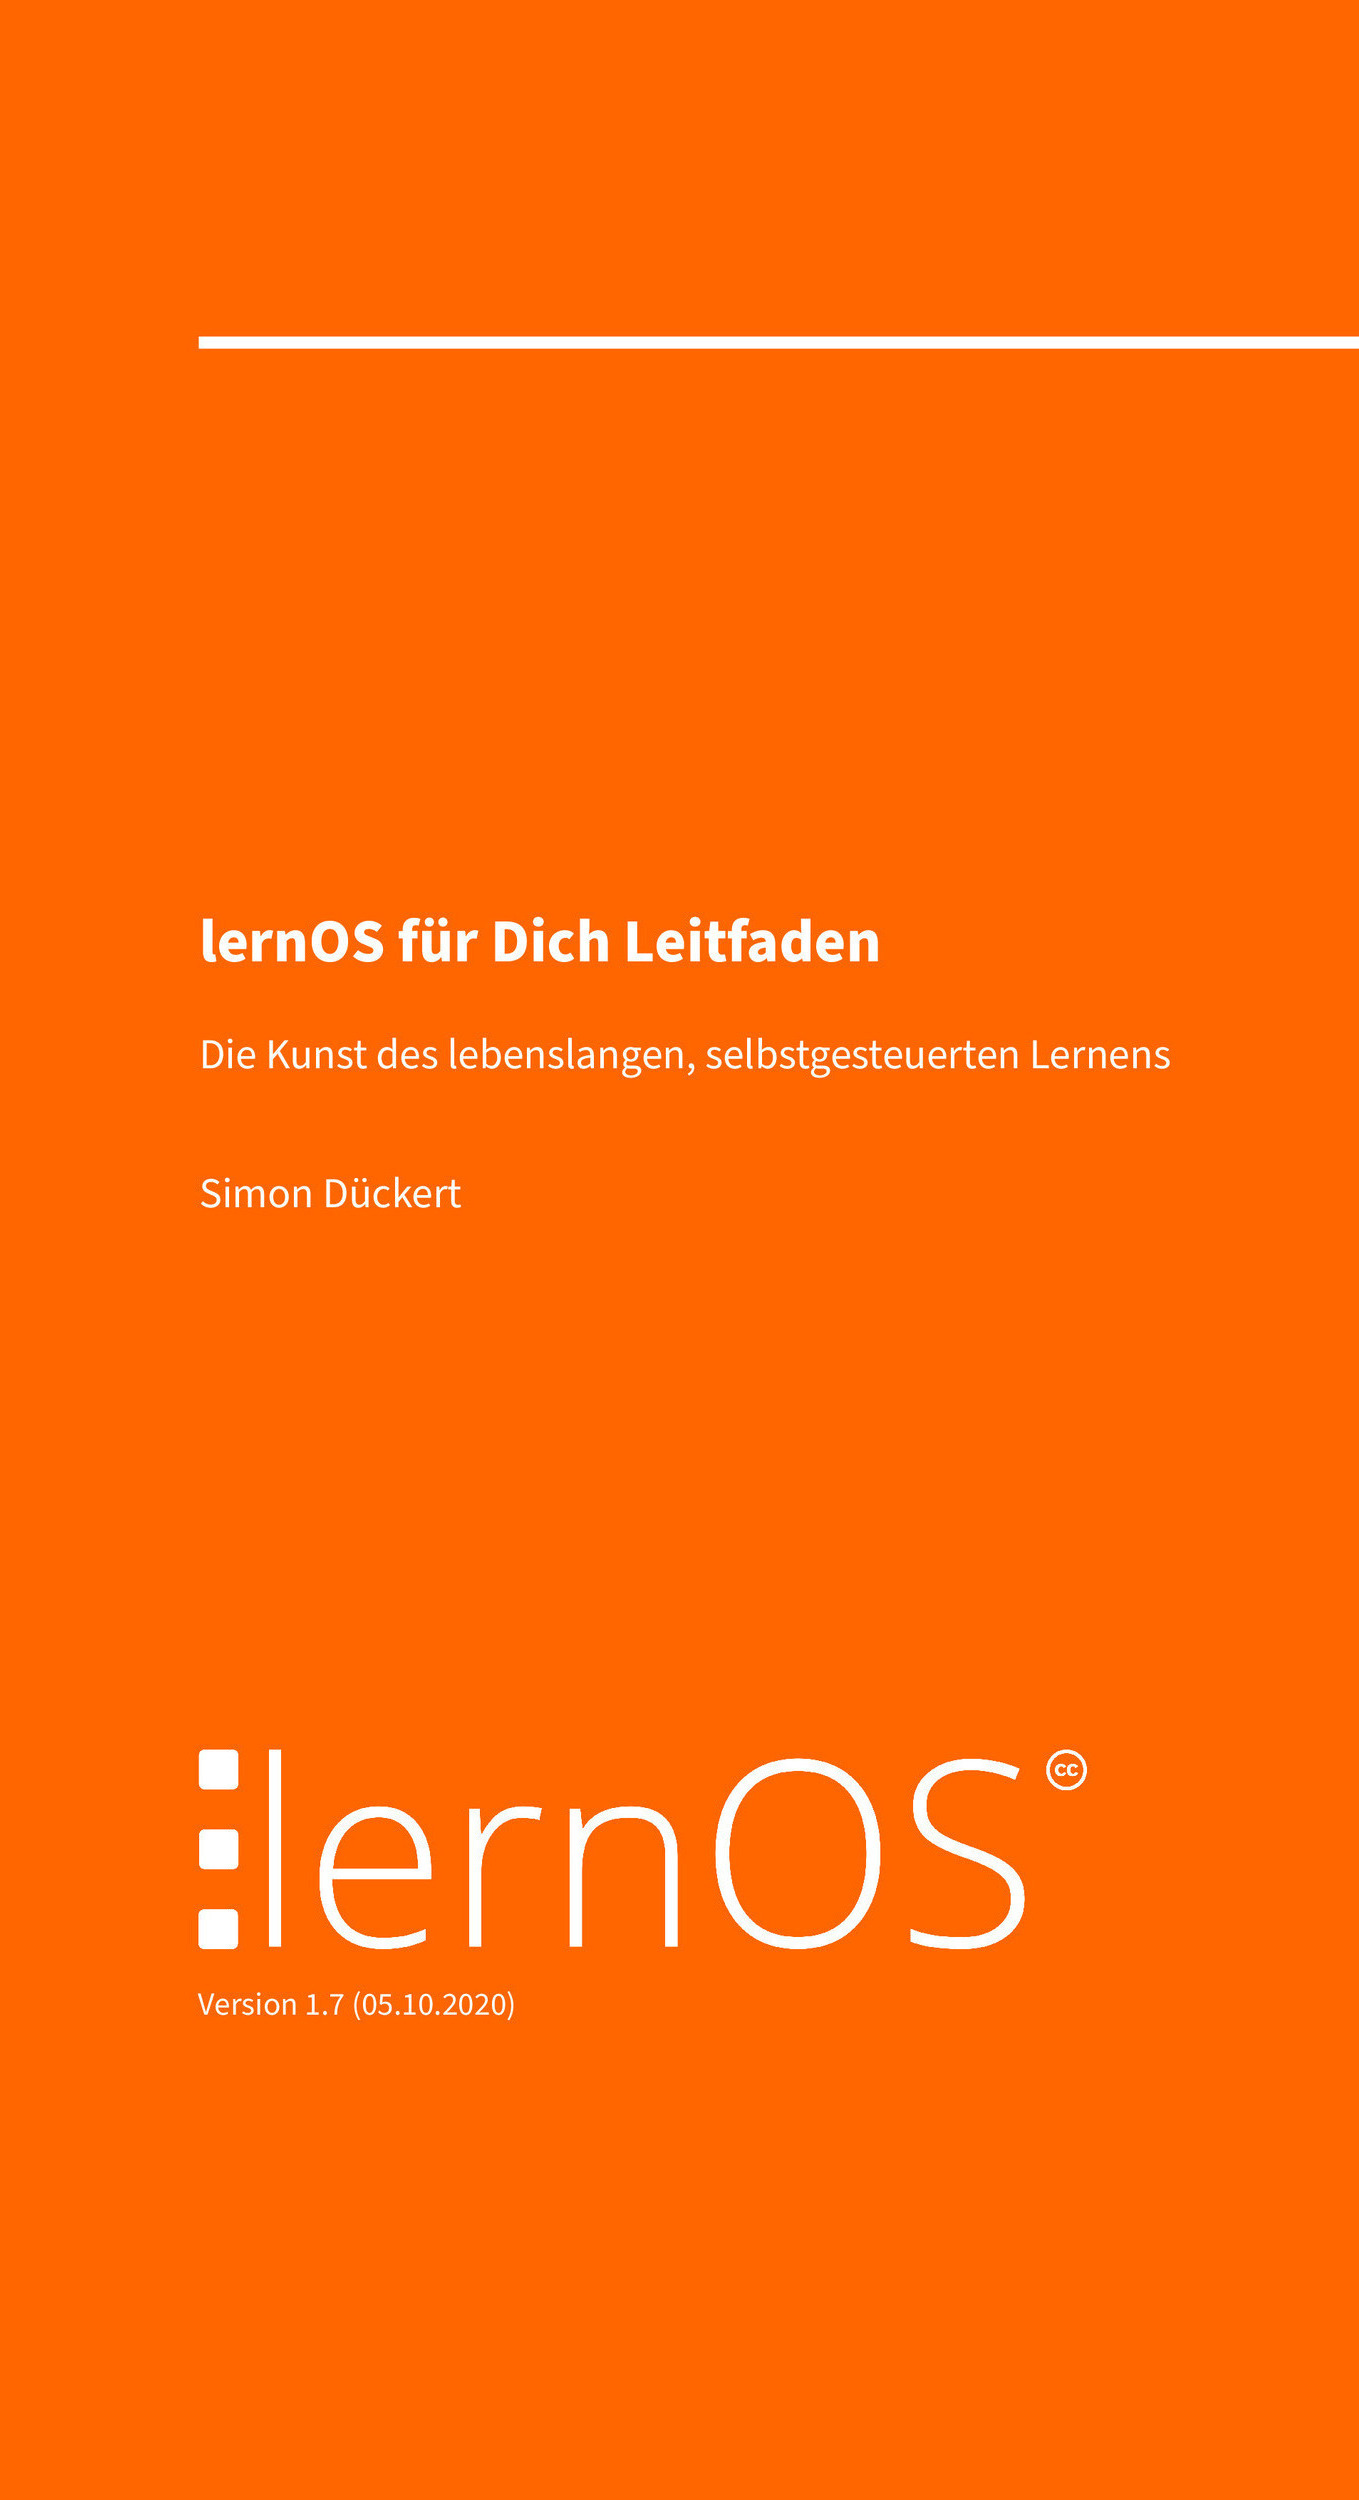 lernOS für Dich Leitfaden
Die Kunst des lebenslangen, selbstgesteuerten Lernens
Simon Dückert
lernOS
cc
Version 1.7 (05.10.2020)